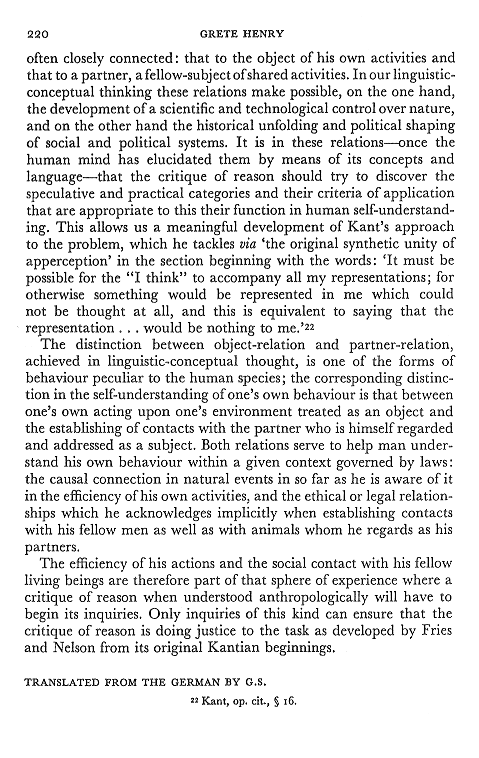 220 GRETE HENRY
often closely connected: that to the object of his own activities and
that to a partner, a fellow-subject of shared activities. In our linguistic-
conceptual thinking these relations make possible, on the one hand,
the development of a scientific and technological control over nature,
and on the other hand the historical unfolding and political shaping
of social and political systems. It is in these relations—once the
human mind has elucidated them by means of its concepts and
language—that the critique of reason should try to discover the
speculative and practical categories and their criteria of application
that are appropriate to this their function in human self-understand-
ing. This allows us a meaningful development of Kant's approach
to the problem, which he tackles via 'the original synthetic unity of
apperception' in the section beginning with the words: 'It must be
possible for the "I think" to accompany all my representations; for
otherwise something would be represented in me which could
not be thought at all, and this is equivalent to saying that the
representation . . . would be nothing to me.'22
The distinction between object-relation and partner-relation,
achieved in linguistic-conceptual thought, is one of the forms of
behaviour peculiar to the human species; the corresponding distinc-
tion in the self-understanding of one's own behaviour is that between
one's own acting upon one's environment treated as an object and
the establishing of contacts with the partner who is himself regarded
and addressed as a subject. Both relations serve to help man under-
stand his own behaviour within a given context governed by laws:
the causal connection in natural events in so far as he is aware of it
in the efficiency of his own activities, and the ethical or legal relation-
ships which he acknowledges implicitly when establishing contacts
with his fellow men as well as with animals whom he regards as his
partners.
The efficiency of his actions and the social contact with his fellow
living beings are therefore part of that sphere of experience where a
critique of reason when understood anthropologically will have to
begin its inquiries. Only inquiries of this kind can ensure that the
critique of reason is doing justice to the task as developed by Fries
and Nelson from its original Kantian beginnings.
TRANSLATED FROM THE GERMAN BY G.S.
22 Kant, op. cit., § 16.